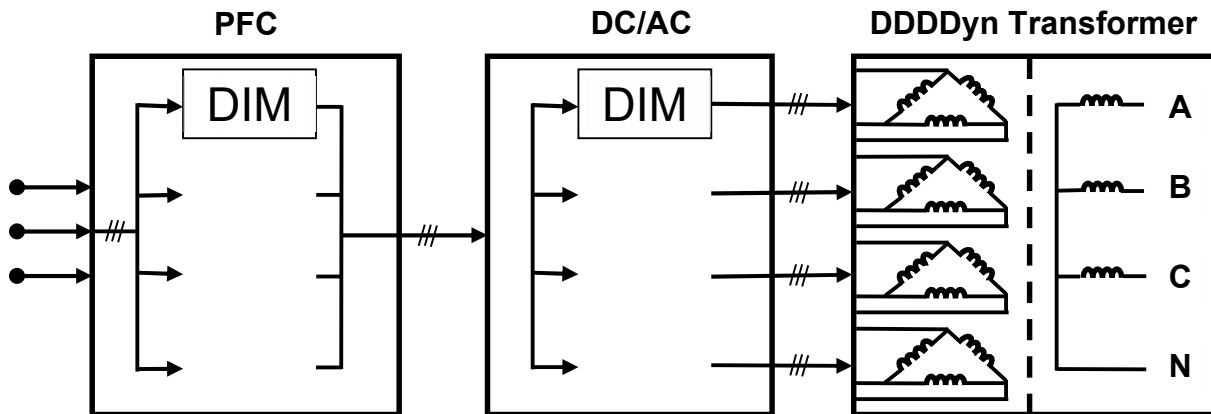 PFC
DC/AC
DDDDyn Transformer
DIM
DIM
A
B
C
N